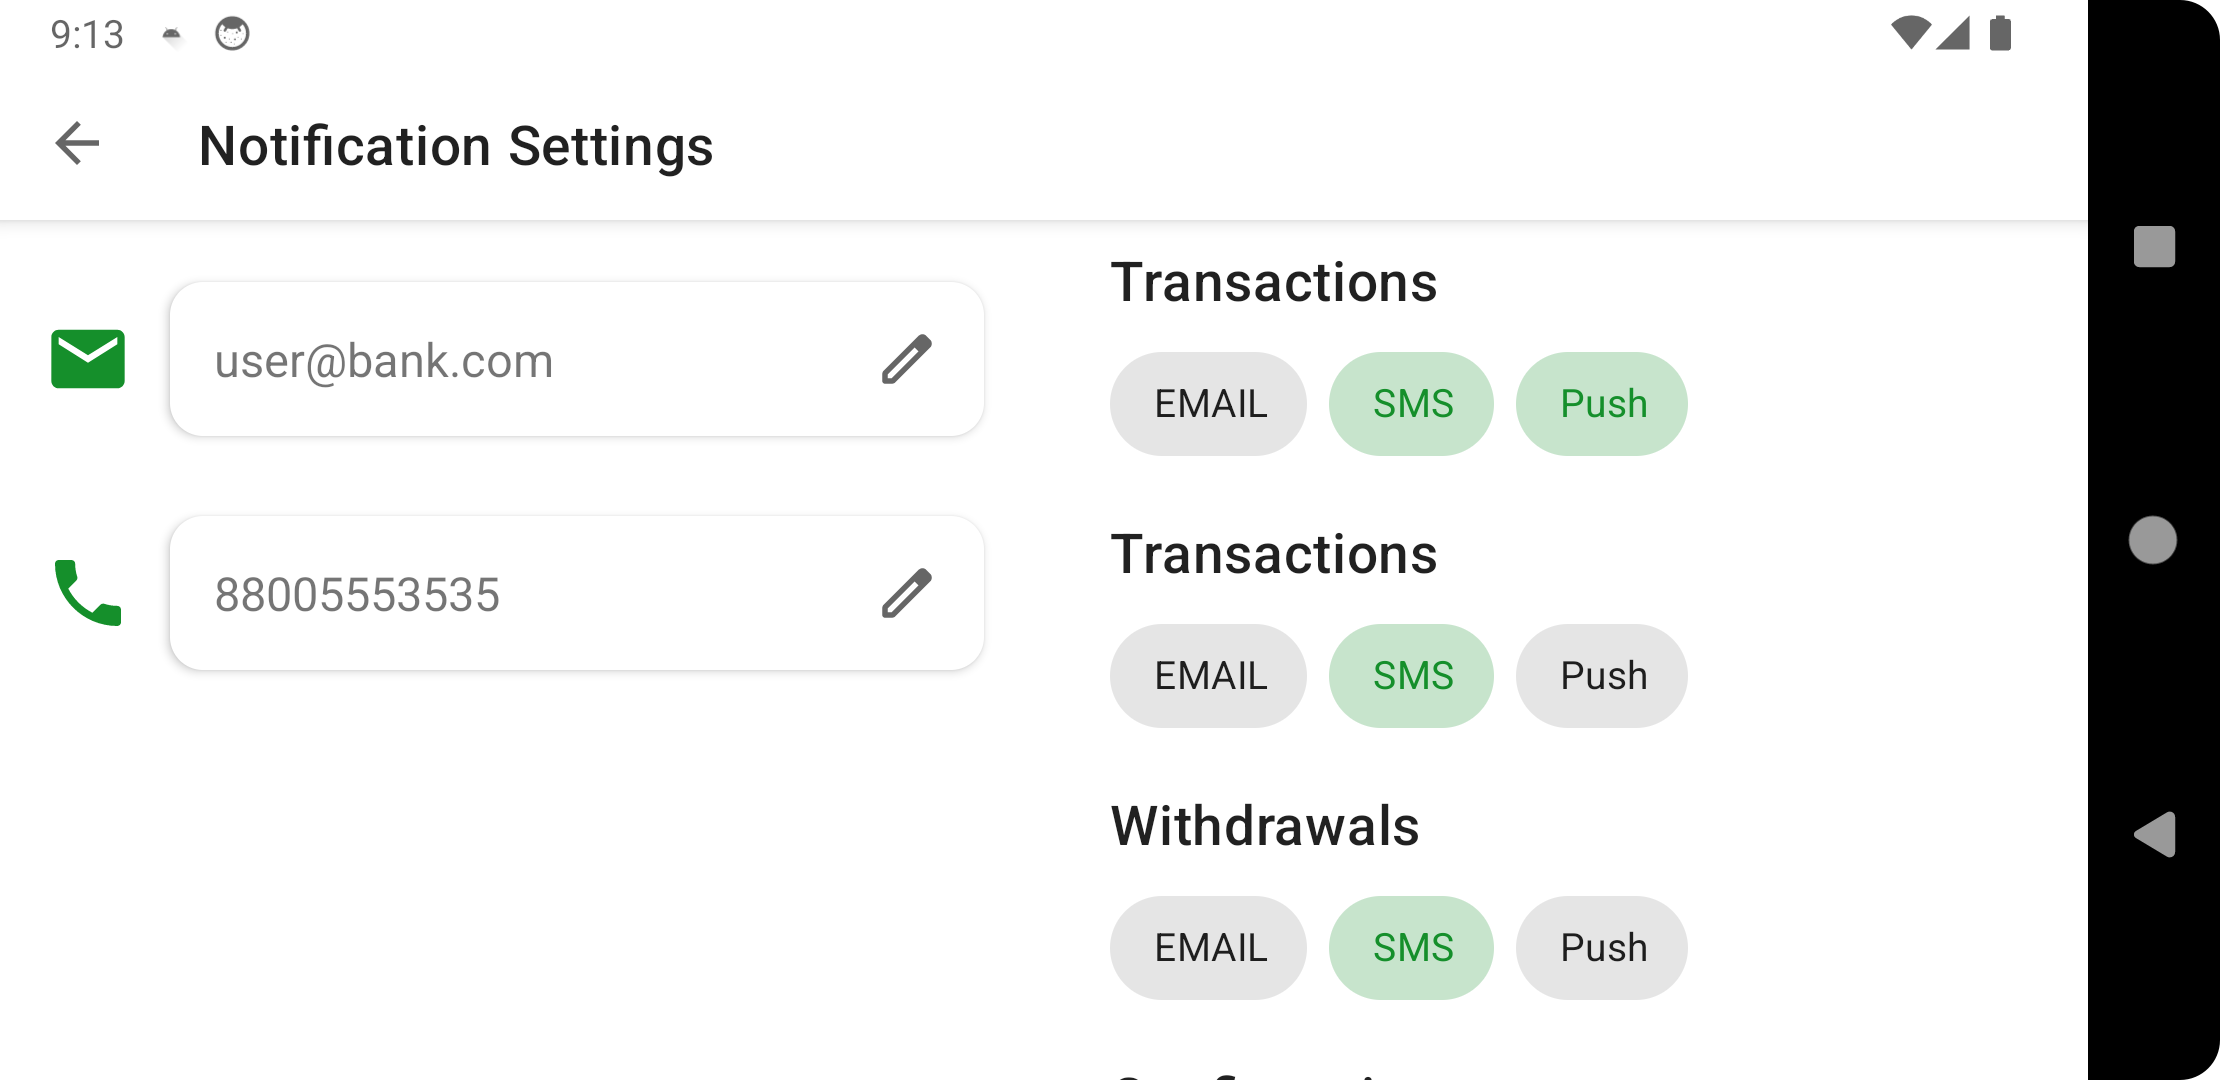 9:13
Notification Settings
user@bank.com
88005553535
Transactions
EMAIL SMS Push
Transactions
EMAIL SMS Push
Withdrawals
EMAIL SMS Push